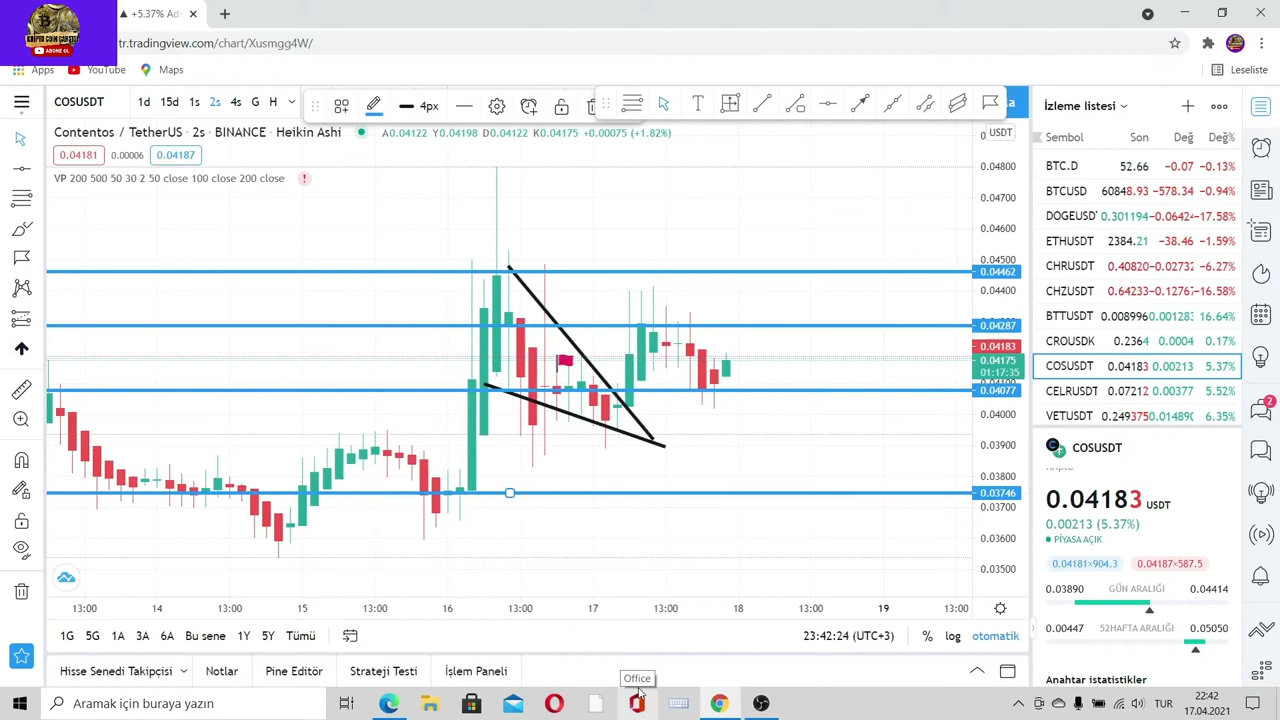 KRIPTO COIN CAREISI
ABONE OL
▲ +5.37% Ad
tr.tradingview.com/chart/Xusmgg4W/
Apps YouTube Maps Leseliste
COSUSDT 1d 15d 1s 2s 4s G H 4px T
Contentos / TetherUS · 2s · BINANCE · Heikin Ashi A0.04122 Y0.04198 D0.04122 K0.04175 +0.00075 (+1.82%) USDT
0.04181 0.00006 0.04187
VP 200 500 50 30 2 50 close 100 close 200 close
0.04800
0.04700
0.04600
0.04500
0.04462
0.04400
0.04287
0.04183
0.04175
01:17:35
0.04077
0.04000
0.03900
0.03800
0.03746
0.03700
0.03600
0.03500
13:00 14 13:00 15 13:00 16 13:00 17 13:00 18 13:00 19 13:00
1G 5G 1A 3A 6A Bu sene 1Y 5Y Tümü 23:42:24 (UTC+3) % log otomatik
Hisse Senedi Takipçisi Notlar Pine Editör Strateji Testi İşlem Paneli
Office
İzleme listesi
Sembol Son Değ Değ%
BTC.D 52.66 -0.07 -0.13%
BTCUSD 60848.93 -578.34 -0.94%
DOGEUSDT 0.301194 -0.0642 -17.58%
ETHUSDT 2384.21 -38.46 -1.59%
CHRUSDT 0.40820 -0.02732 -6.27%
CHZUSDT 0.64233 -0.12767 -16.58%
BTTUSDT 0.008996 0.001283 16.64%
CROUSDK 0.2364 0.0004 0.17%
COSUSDT 0.04183 0.00213 5.37%
CELRUSDT 0.07212 0.00377 5.52%
VETUSDT 0.249375 0.014890 6.35%
2
COSUSDT
0.04183 USDT
0.00213 (5.37%)
PİYASA AÇIK
0.04181×904.3 0.04187×587.5
0.03890 GÜN ARALIĞI 0.04414
0.00447 52HAFTA ARALIĞI 0.05050
Anahtar istatistikler
Aramak için buraya yazın
TUR
22:42
17.04.2021